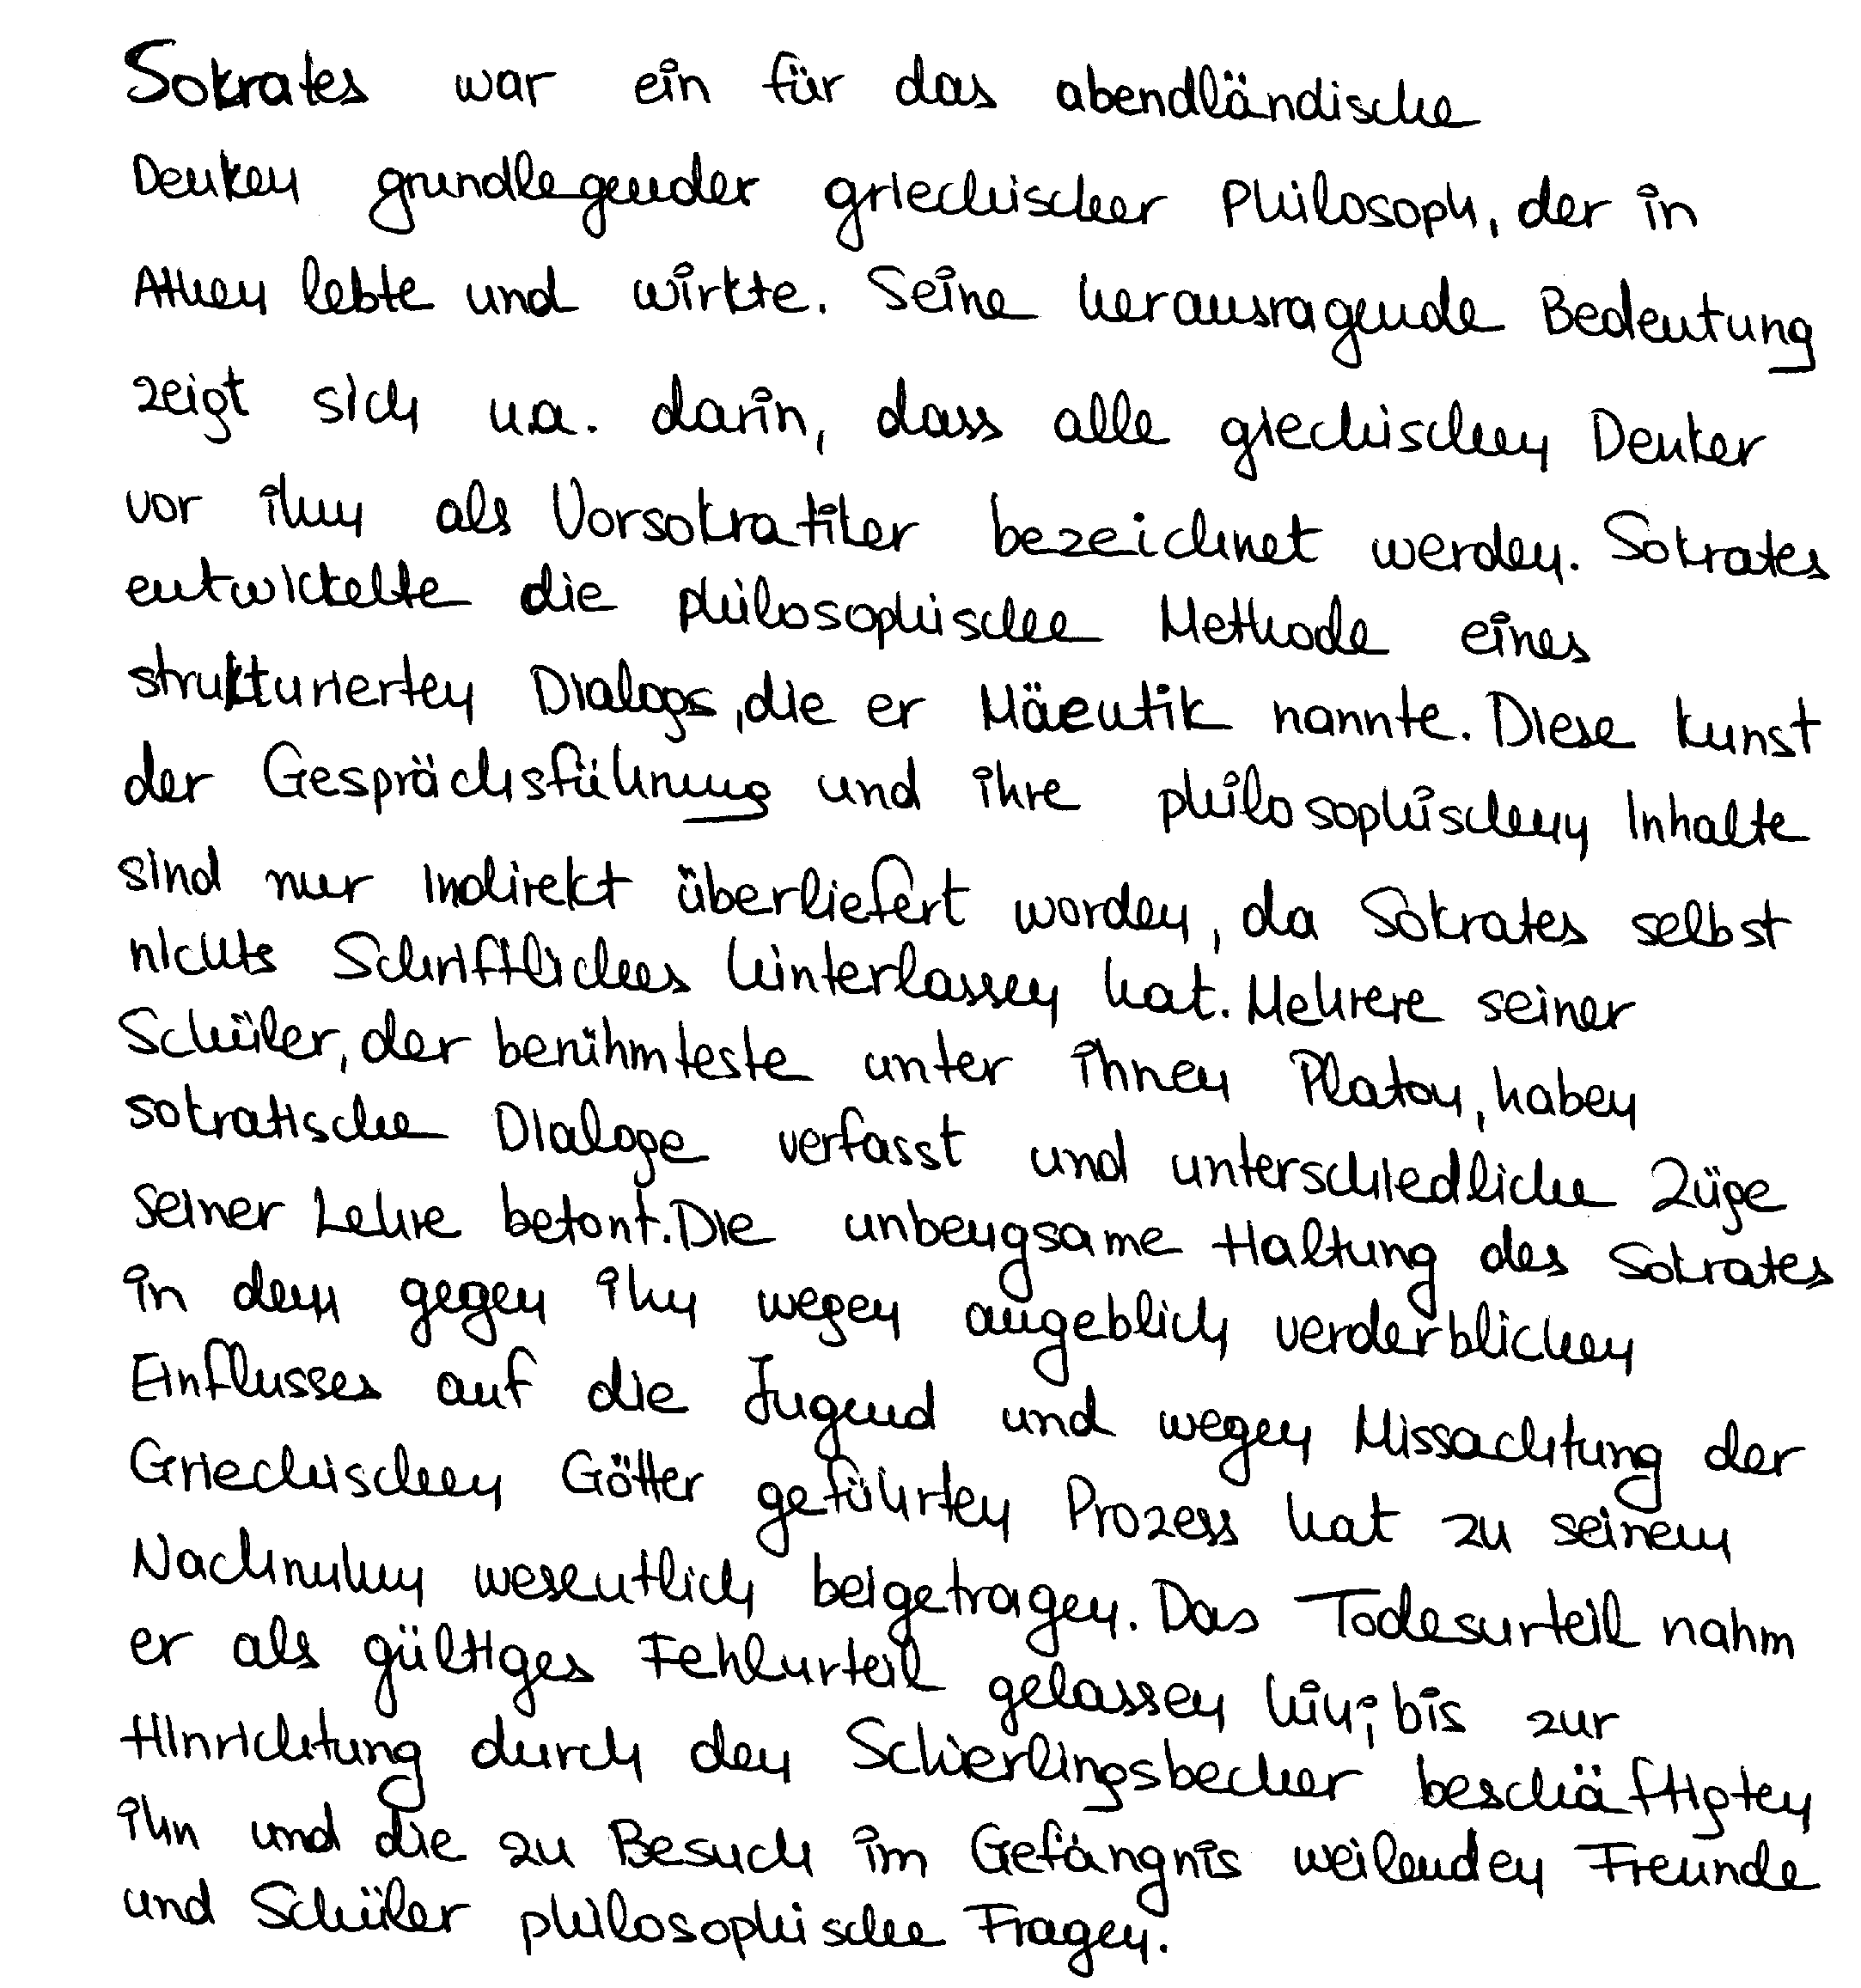 Sokrates war ein für das abendländische
Denken grundlegender griechischer Philosoph, der in
Athen lebte und wirkte. Seine herausragende Bedeutung
zeigt sich u.a. darin, dass alle griechischen Denker
vor ihm als Vorsokratiker bezeichnet werden. Sokrates
entwickelte die philosophische Methode eines
strukturierten Dialogs, die er Mäeutik nannte. Diese Kunst
der Gesprächsführung und ihre philosophischen Inhalte
sind nur indirekt überliefert worden, da Sokrates selbst
nichts Schriftliches hinterlassen hat. Mehrere seiner
Schüler, der berühmteste unter ihnen Platon, haben
sokratische Dialoge verfasst und unterschiedliche Züge
seiner Lehre betont. Die unbeugsame Haltung des Sokrates
in dem gegen ihn wegen angeblich verderblichen
Einflusses auf die Jugend und wegen Missachtung der
Griechischen Götter geführten Prozess hat zu seinem
Nachruhm wesentlich beigetragen. Das Todesurteil nahm
er als gültiges Fehlurteil gelassen hin; bis zur
Hinrichtung durch den Schierlingsbecher beschäftigten
ihn und die zu Besuch im Gefängnis weilenden Freunde
und Schüler philosophische Fragen.